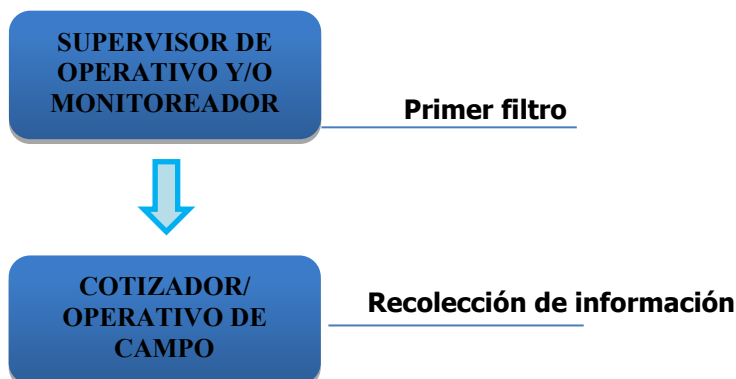 SUPERVISOR DE
OPERATIVO Y/O
MONITOREADOR
Primer filtro
COTIZADOR/
OPERATIVO DE
CAMPO
Recolección de información